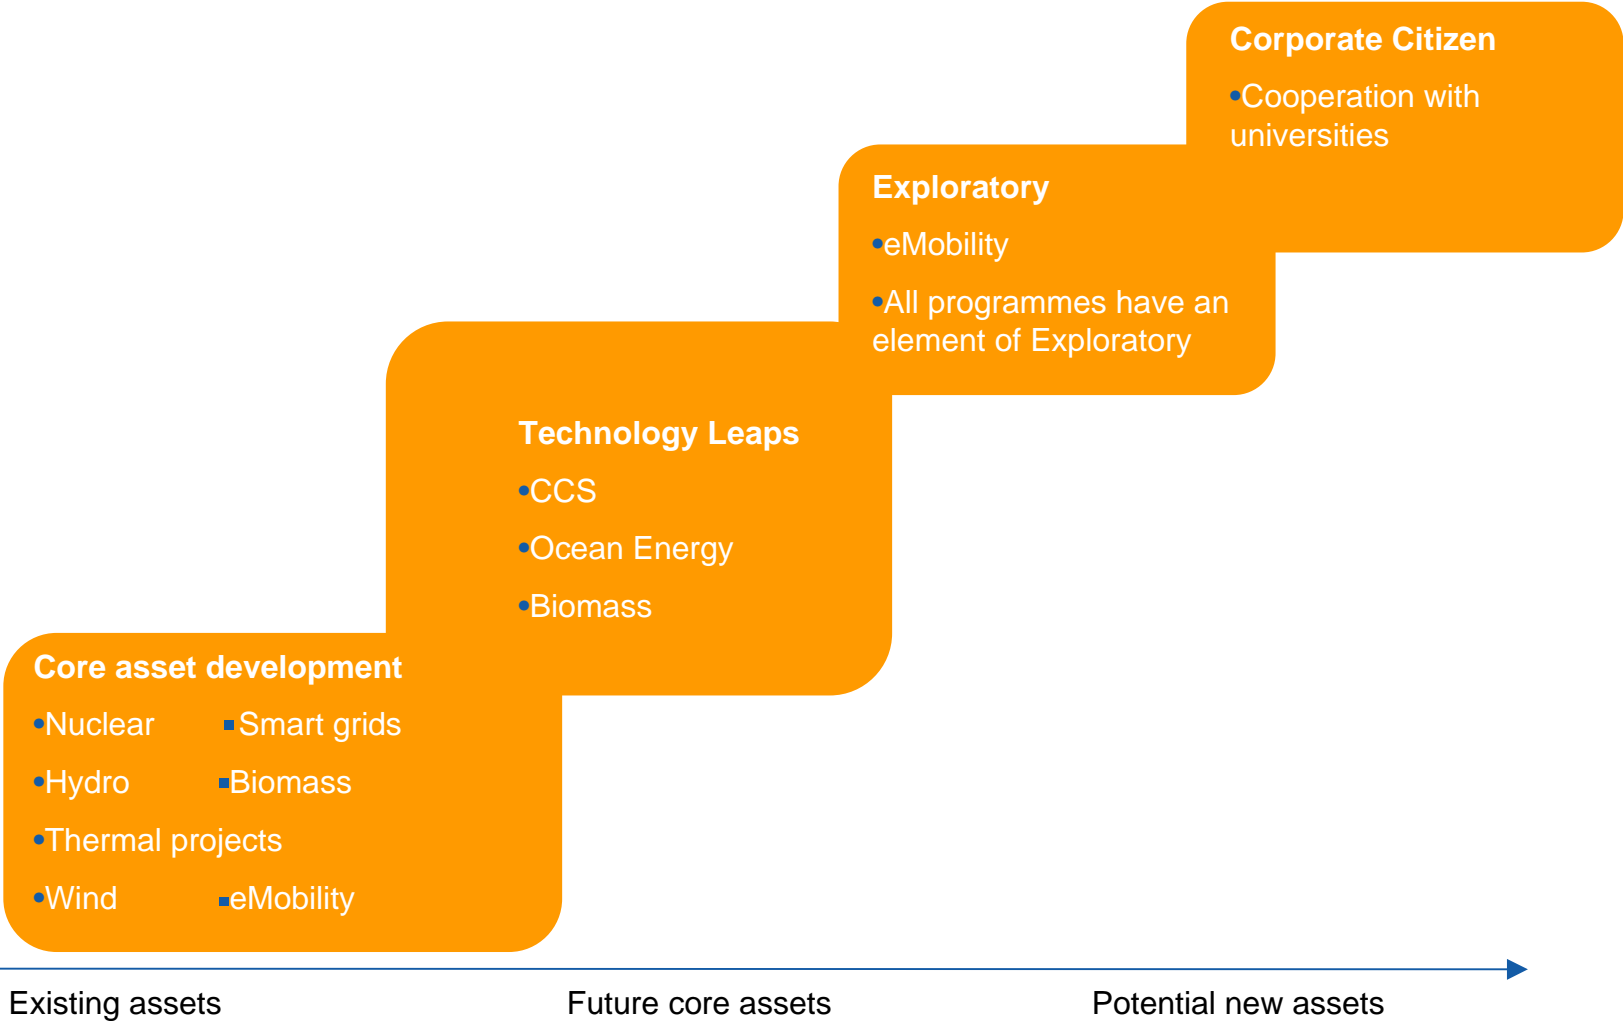 Corporate Citizen
•Cooperation with
universities
Exploratory
•eMobility
•All programmes have an
element of Exploratory
Technology Leaps
•CCS
•Ocean Energy
•Biomass
Core asset development
•Nuclear ▪Smart grids
•Hydro ▪Biomass
•Thermal projects
•Wind ▪eMobility
Existing assets Future core assets Potential new assets